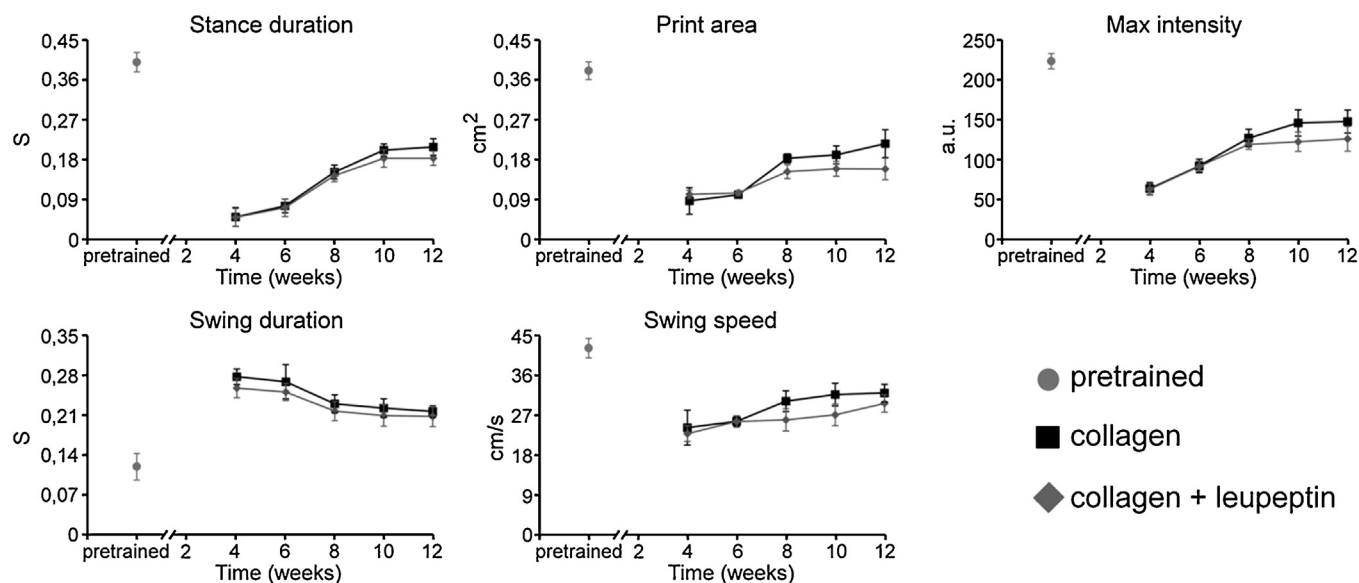 Stance duration
0,45
0,36
0,27
0,18
0,09
0
S
pretrained 2 4 6 8 10 12
Time (weeks)
Print area
0,45
0,36
0,27
0,18
0,09
0
cm²
pretrained 2 4 6 8 10 12
Time (weeks)
Max intensity
250
200
150
100
50
0
a.u.
pretrained 2 4 6 8 10 12
Time (weeks)
Swing duration
0,35
0,28
0,21
0,14
0,07
0
S
pretrained 2 4 6 8 10 12
Time (weeks)
Swing speed
45
36
27
18
9
0
cm/s
pretrained 2 4 6 8 10 12
Time (weeks)
pretrained
collagen
collagen + leupeptin